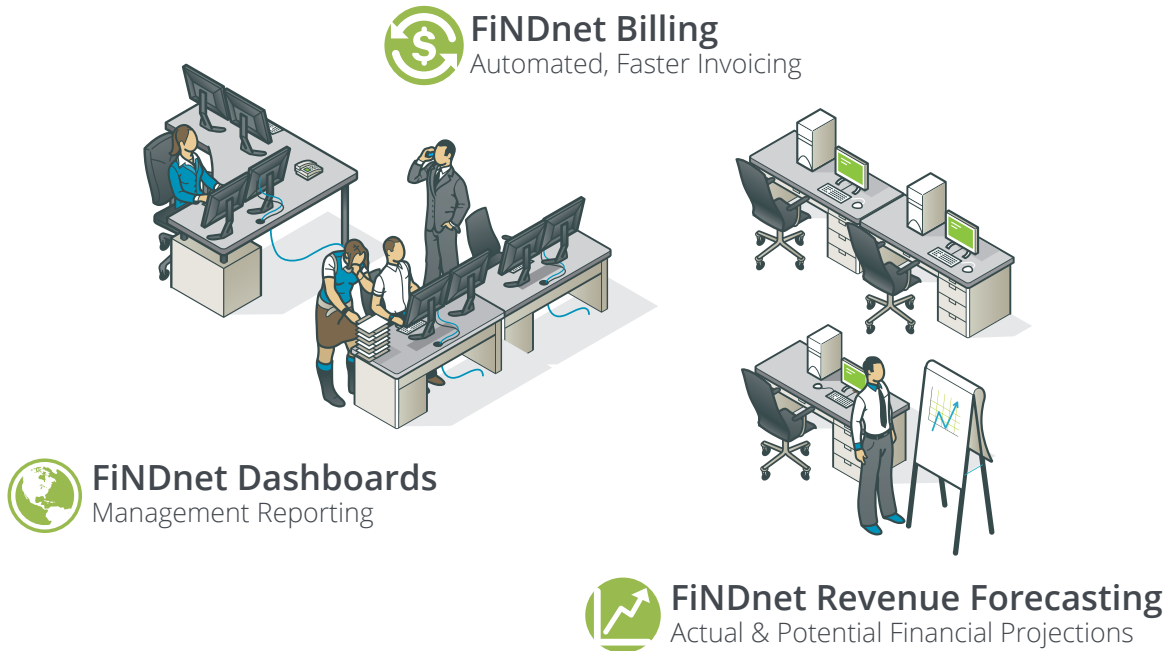 FiNDnet Billing
Automated, Faster Invoicing
FiNDnet Dashboards
Management Reporting
FiNDnet Revenue Forecasting
Actual & Potential Financial Projections